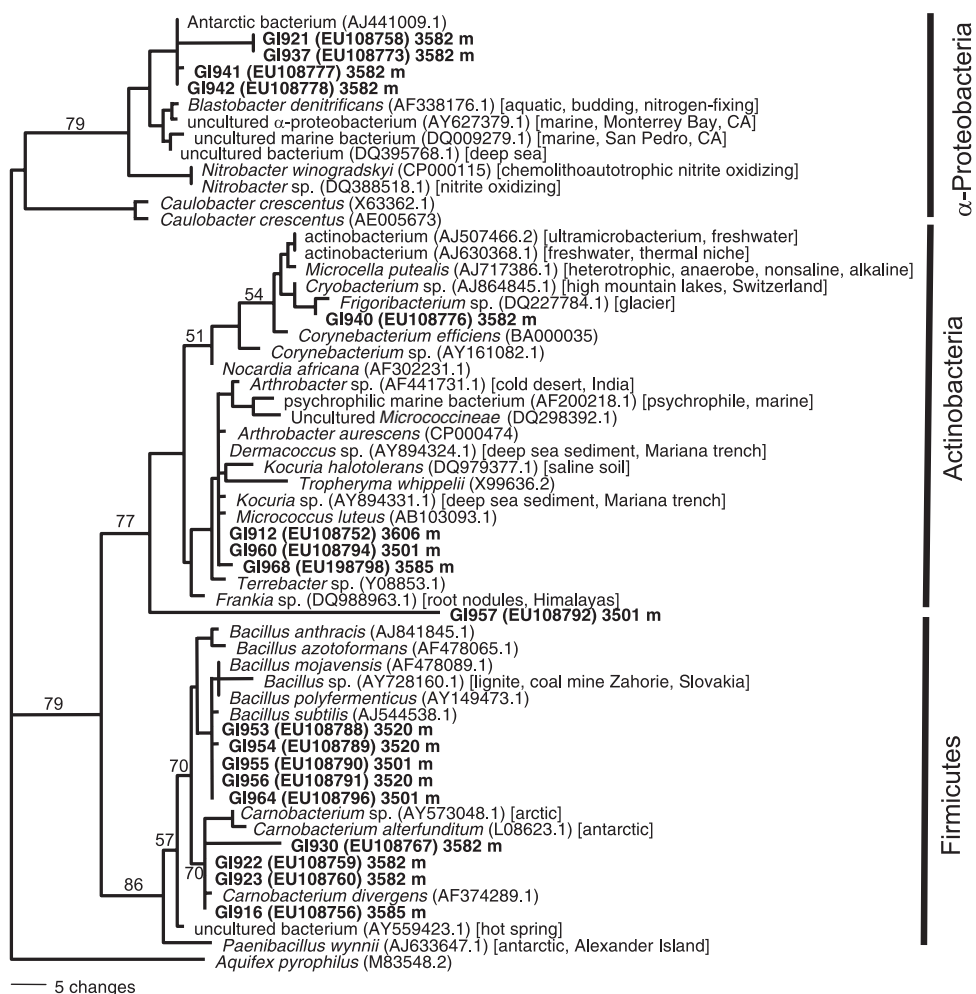 Antarctic bacterium (AJ441009.1)
GI921 (EU108758) 3582 m
GI937 (EU108773) 3582 m
GI941 (EU108777) 3582 m
GI942 (EU108778) 3582 m
Blastobacter denitrificans (AF338176.1) [aquatic, budding, nitrogen-fixing]
uncultured α-proteobacterium (AY627379.1) [marine, Monterrey Bay, CA]
79
uncultured marine bacterium (DQ009279.1) [marine, San Pedro, CA]
uncultured bacterium (DQ395768.1) [deep sea]
Nitrobacter winogradskyi (CP000115) [chemolithoautotrophic nitrite oxidizing]
Nitrobacter sp. (DQ388518.1) [nitrite oxidizing]
Caulobacter crescentus (X63362.1)
Caulobacter crescentus (AE005673)
α-Proteobacteria
actinobacterium (AJ507466.2) [ultramicrobacterium, freshwater]
actinobacterium (AJ630368.1) [freshwater, thermal niche]
Microcella putealis (AJ717386.1) [heterotrophic, anaerobe, nonsaline, alkaline]
Cryobacterium sp. (AJ864845.1) [high mountain lakes, Switzerland]
54
Frigoribacterium sp. (DQ227784.1) [glacier]
GI940 (EU108776) 3582 m
51
Corynebacterium efficiens (BA000035)
Corynebacterium sp. (AY161082.1)
Nocardia africana (AF302231.1)
Arthrobacter sp. (AF441731.1) [cold desert, India]
psychrophilic marine bacterium (AF200218.1) [psychrophile, marine]
Uncultured Micrococcineae (DQ298392.1)
Arthrobacter aurescens (CP000474)
Dermacoccus sp. (AY894324.1) [deep sea sediment, Mariana trench]
Kocuria halotolerans (DQ979377.1) [saline soil]
Tropheryma whippelii (X99636.2)
Kocuria sp. (AY894331.1) [deep sea sediment, Mariana trench]
Micrococcus luteus (AB103093.1)
77
GI912 (EU108752) 3606 m
GI960 (EU108794) 3501 m
GI968 (EU198798) 3585 m
Terrebacter sp. (Y08853.1)
Frankia sp. (DQ988963.1) [root nodules, Himalayas]
GI957 (EU108792) 3501 m
Actinobacteria
Bacillus anthracis (AJ841845.1)
Bacillus azotoformans (AF478065.1)
Bacillus mojavensis (AF478089.1)
Bacillus sp. (AY728160.1) [lignite, coal mine Zahorie, Slovakia]
79
Bacillus polyfermenticus (AY149473.1)
Bacillus subtilis (AJ544538.1)
GI953 (EU108788) 3520 m
GI954 (EU108789) 3520 m
70
GI955 (EU108790) 3501 m
GI956 (EU108791) 3520 m
GI964 (EU108796) 3501 m
Carnobacterium sp. (AY573048.1) [arctic]
Carnobacterium alterfunditum (L08623.1) [antarctic]
57
GI930 (EU108767) 3582 m
GI922 (EU108759) 3582 m
70
86
GI923 (EU108760) 3582 m
Carnobacterium divergens (AF374289.1)
GI916 (EU108756) 3585 m
uncultured bacterium (AY559423.1) [hot spring]
Paenibacillus wynnii (AJ633647.1) [antarctic, Alexander Island]
Firmicutes
Aquifex pyrophilus (M83548.2)
5 changes